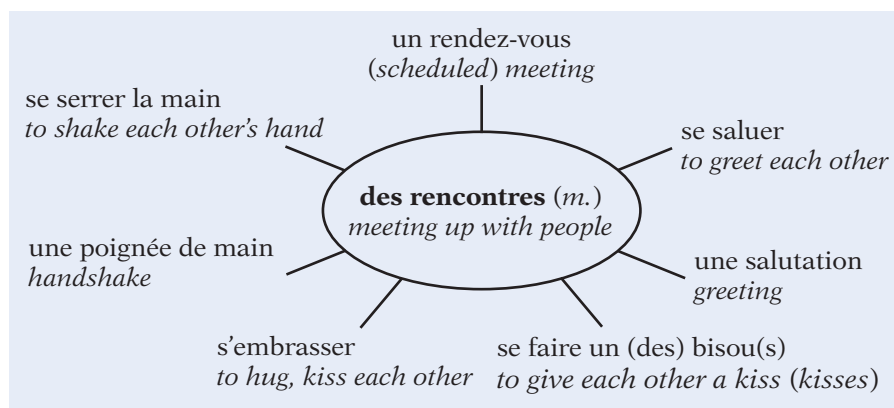 un rendez-vous
(scheduled) meeting
se serrer la main
to shake each other's hand
se saluer
to greet each other
des rencontres (m.)
meeting up with people
une poignée de main
handshake
une salutation
greeting
s'embrasser
to hug, kiss each other
se faire un (des) bisou(s)
to give each other a kiss (kisses)